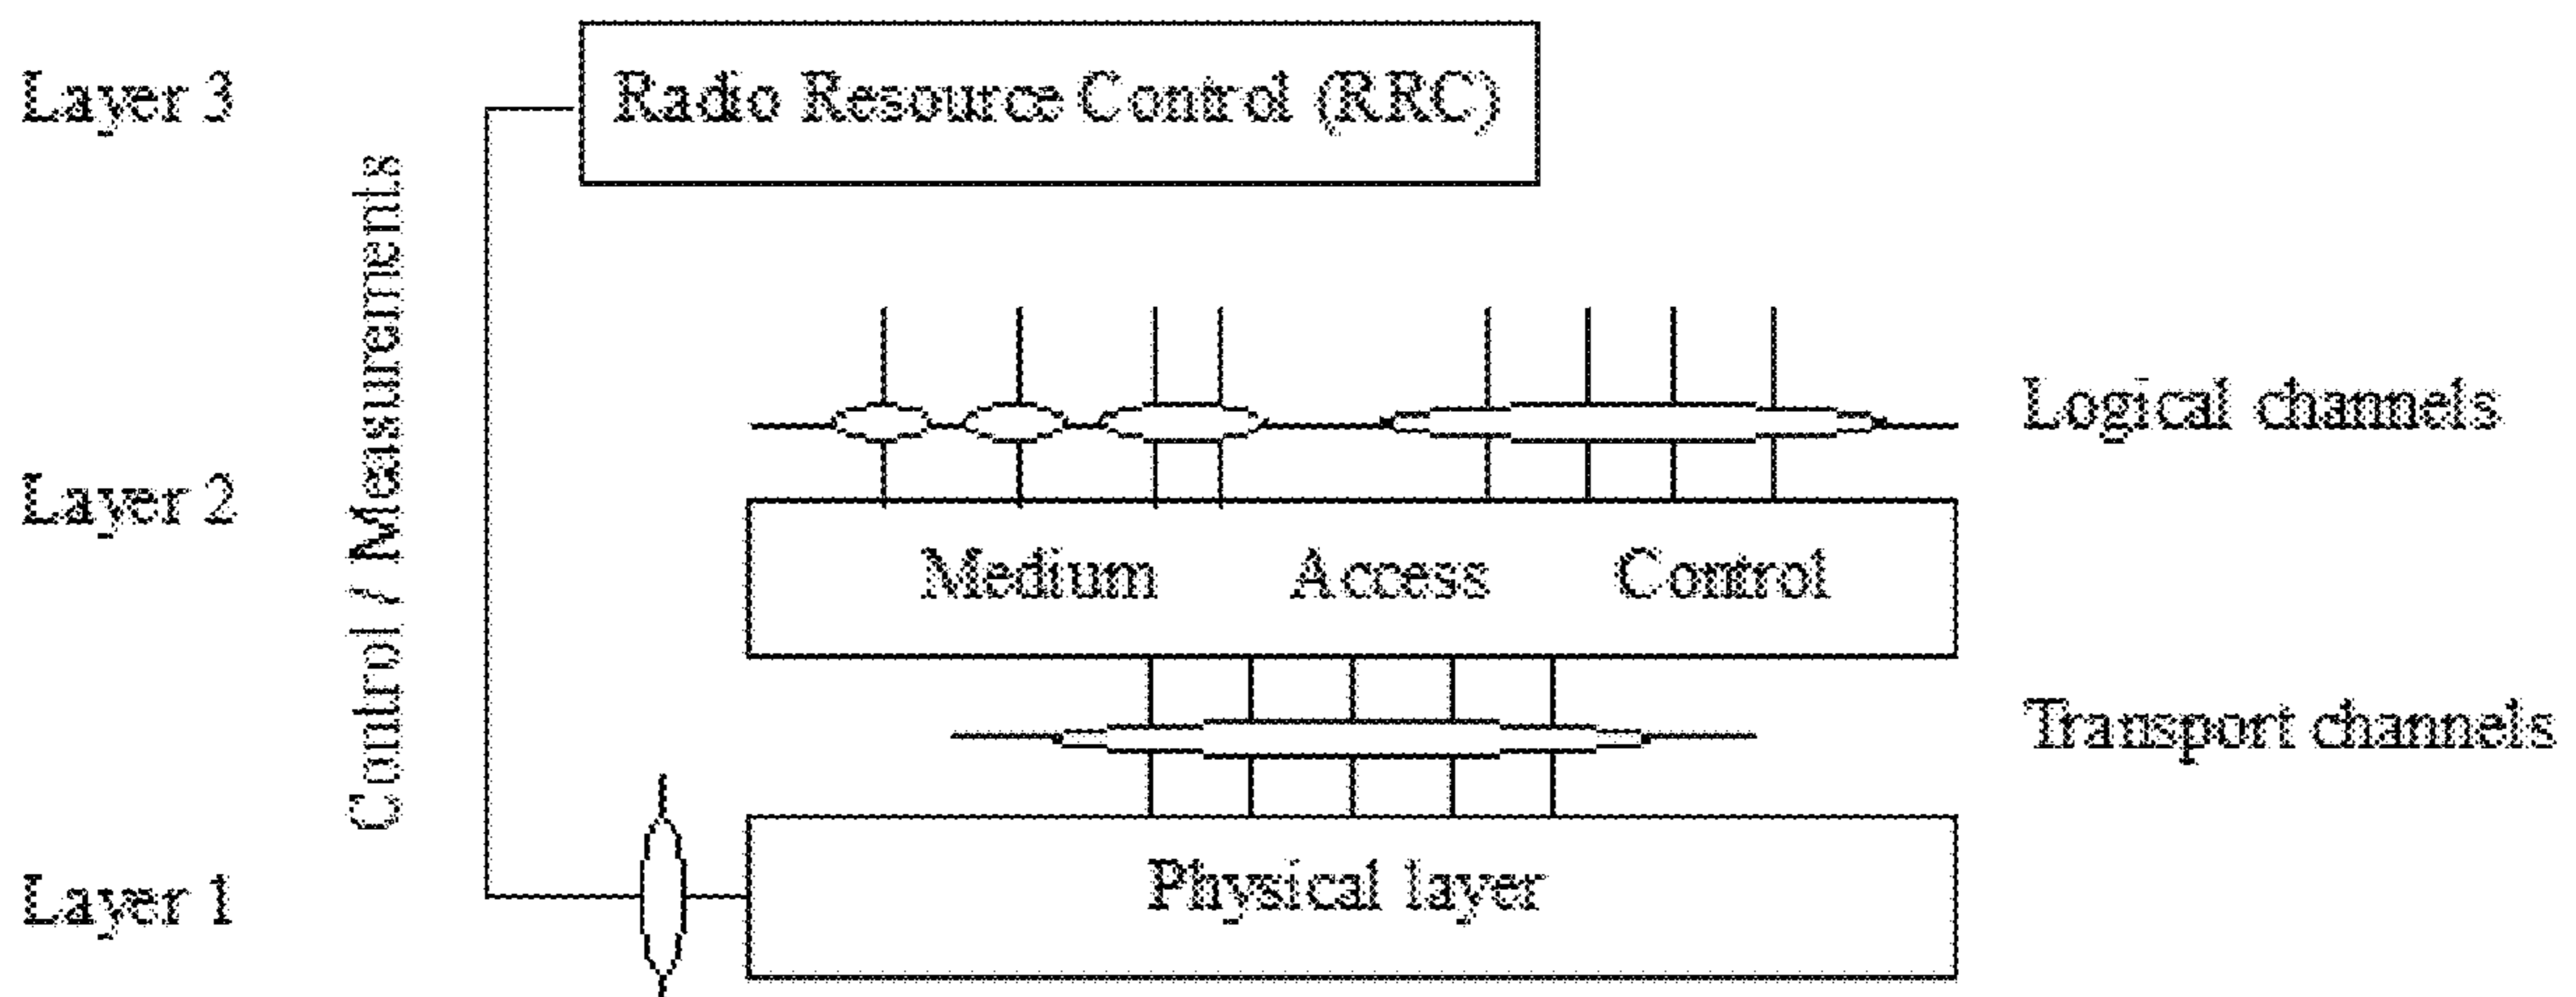 Layer 3
Radio Resource Control (RRC)
Control / Measurements
Logical channels
Layer 2
Medium Access Control
Transport channels
Layer 1
Physical layer